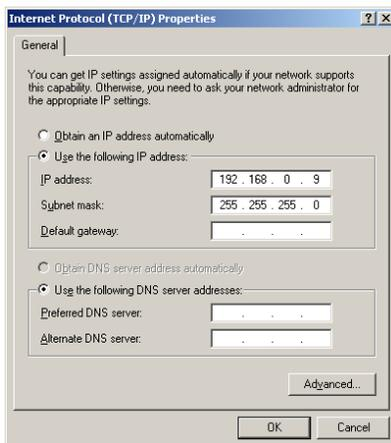 Internet Protocol (TCP/IP) Properties
General
You can get IP settings assigned automatically if your network supports
this capability. Otherwise, you need to ask your network administrator for
the appropriate IP settings.
Obtain an IP address automatically
Use the following IP address:
IP address: 192 . 168 . 0 . 9
Subnet mask: 255 . 255 . 255 . 0
Default gateway: . . .
Obtain DNS server address automatically
Use the following DNS server addresses:
Preferred DNS server: . . .
Alternate DNS server: . . .
Advanced...
OK Cancel